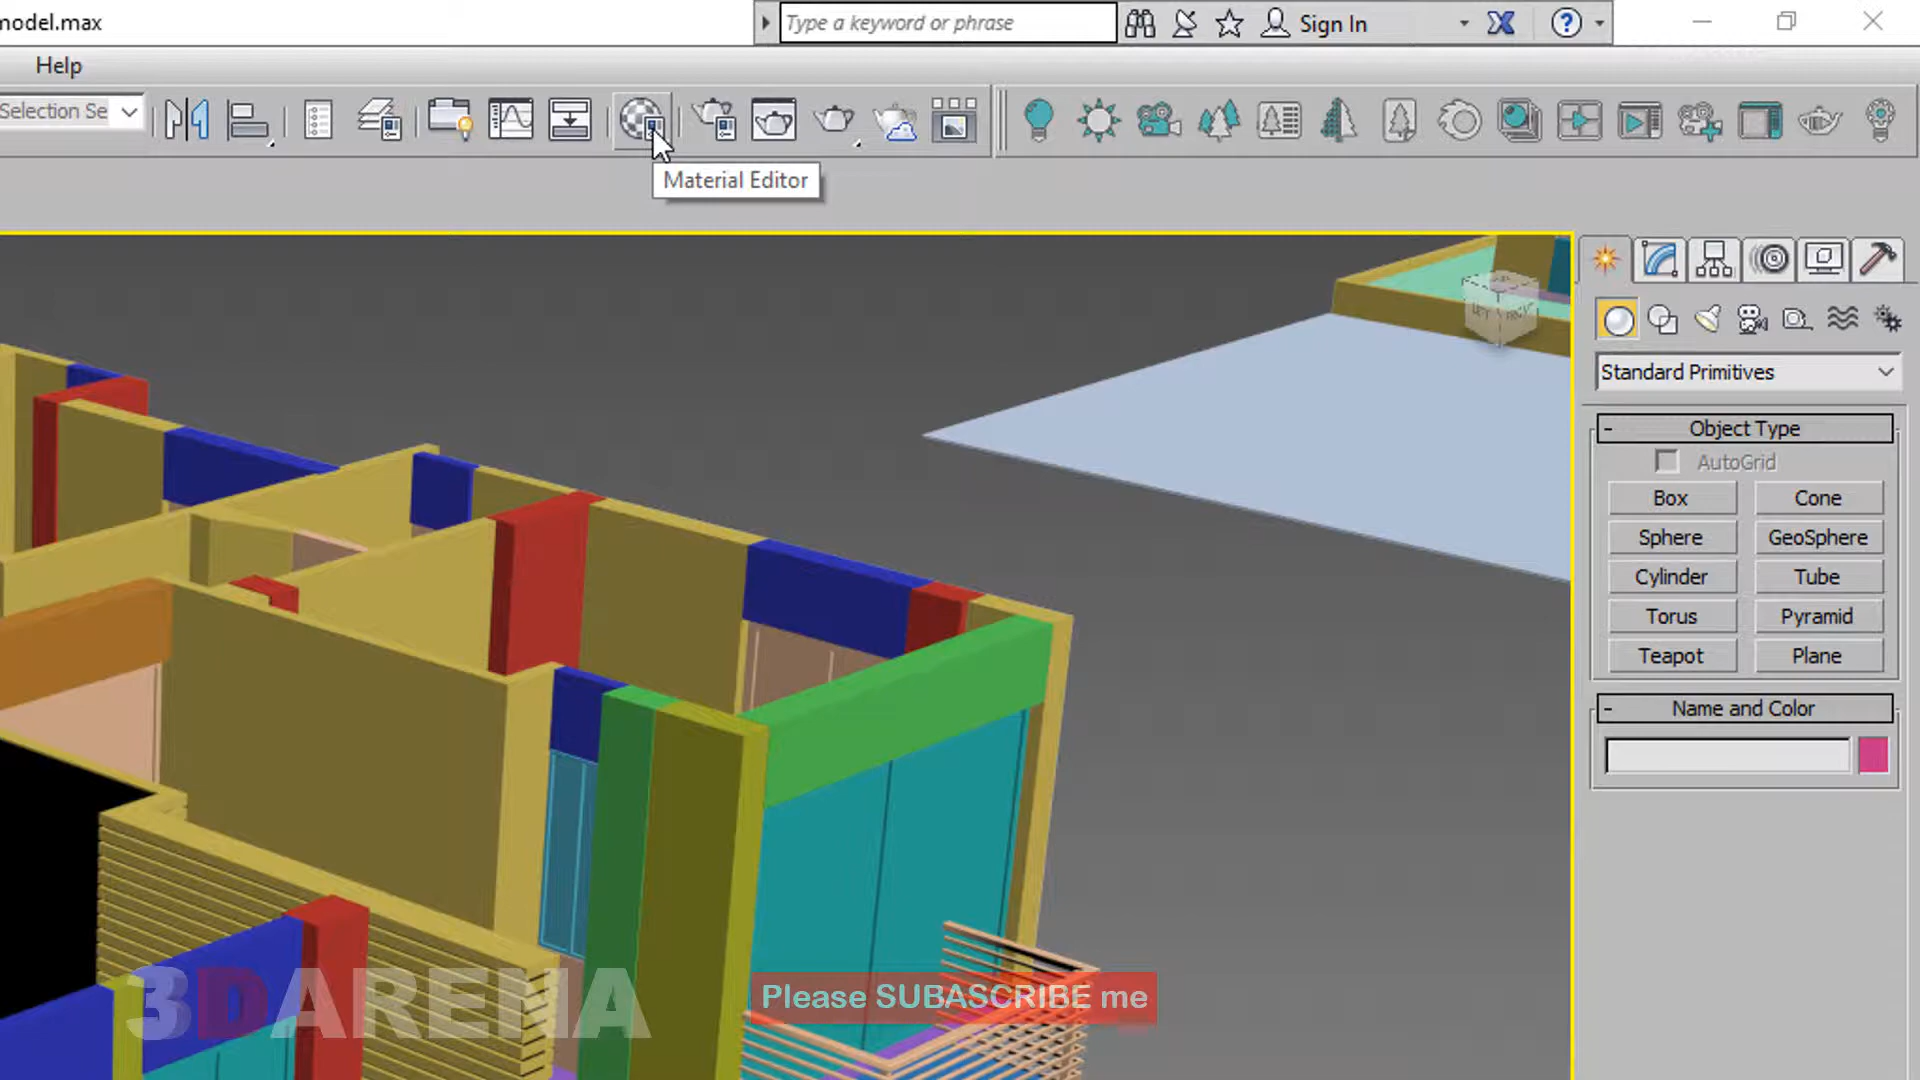 model.max
Type a keyword or phrase
Sign In
Help
Selection Se
Material Editor
Standard Primitives
- Object Type
AutoGrid
Box Cone
Sphere GeoSphere
Cylinder Tube
Torus Pyramid
Teapot Plane
- Name and Color
3DARENA
Please SUBASCRIBE me